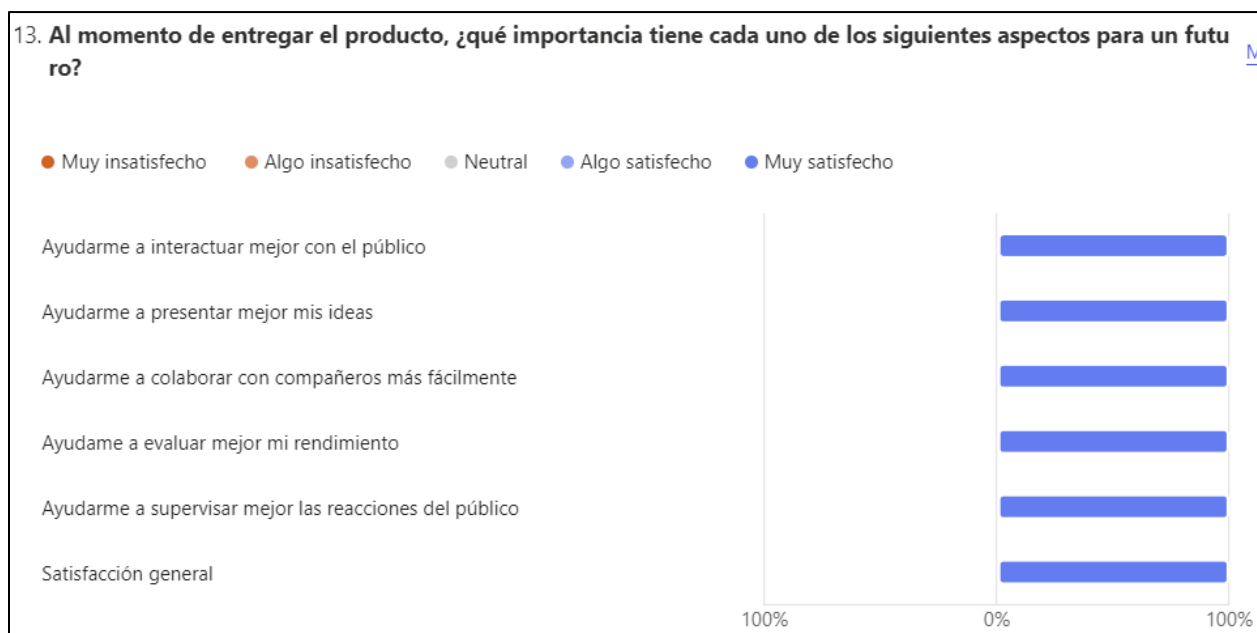 13. Al momento de entregar el producto, ¿qué importancia tiene cada uno de los siguientes aspectos para un futu
ro?
M
Muy insatisfecho Algo insatisfecho Neutral Algo satisfecho Muy satisfecho
Ayudarme a interactuar mejor con el público
Ayudarme a presentar mejor mis ideas
Ayudarme a colaborar con compañeros más fácilmente
Ayudame a evaluar mejor mi rendimiento
Ayudarme a supervisar mejor las reacciones del público
Satisfacción general
100% 0% 100%